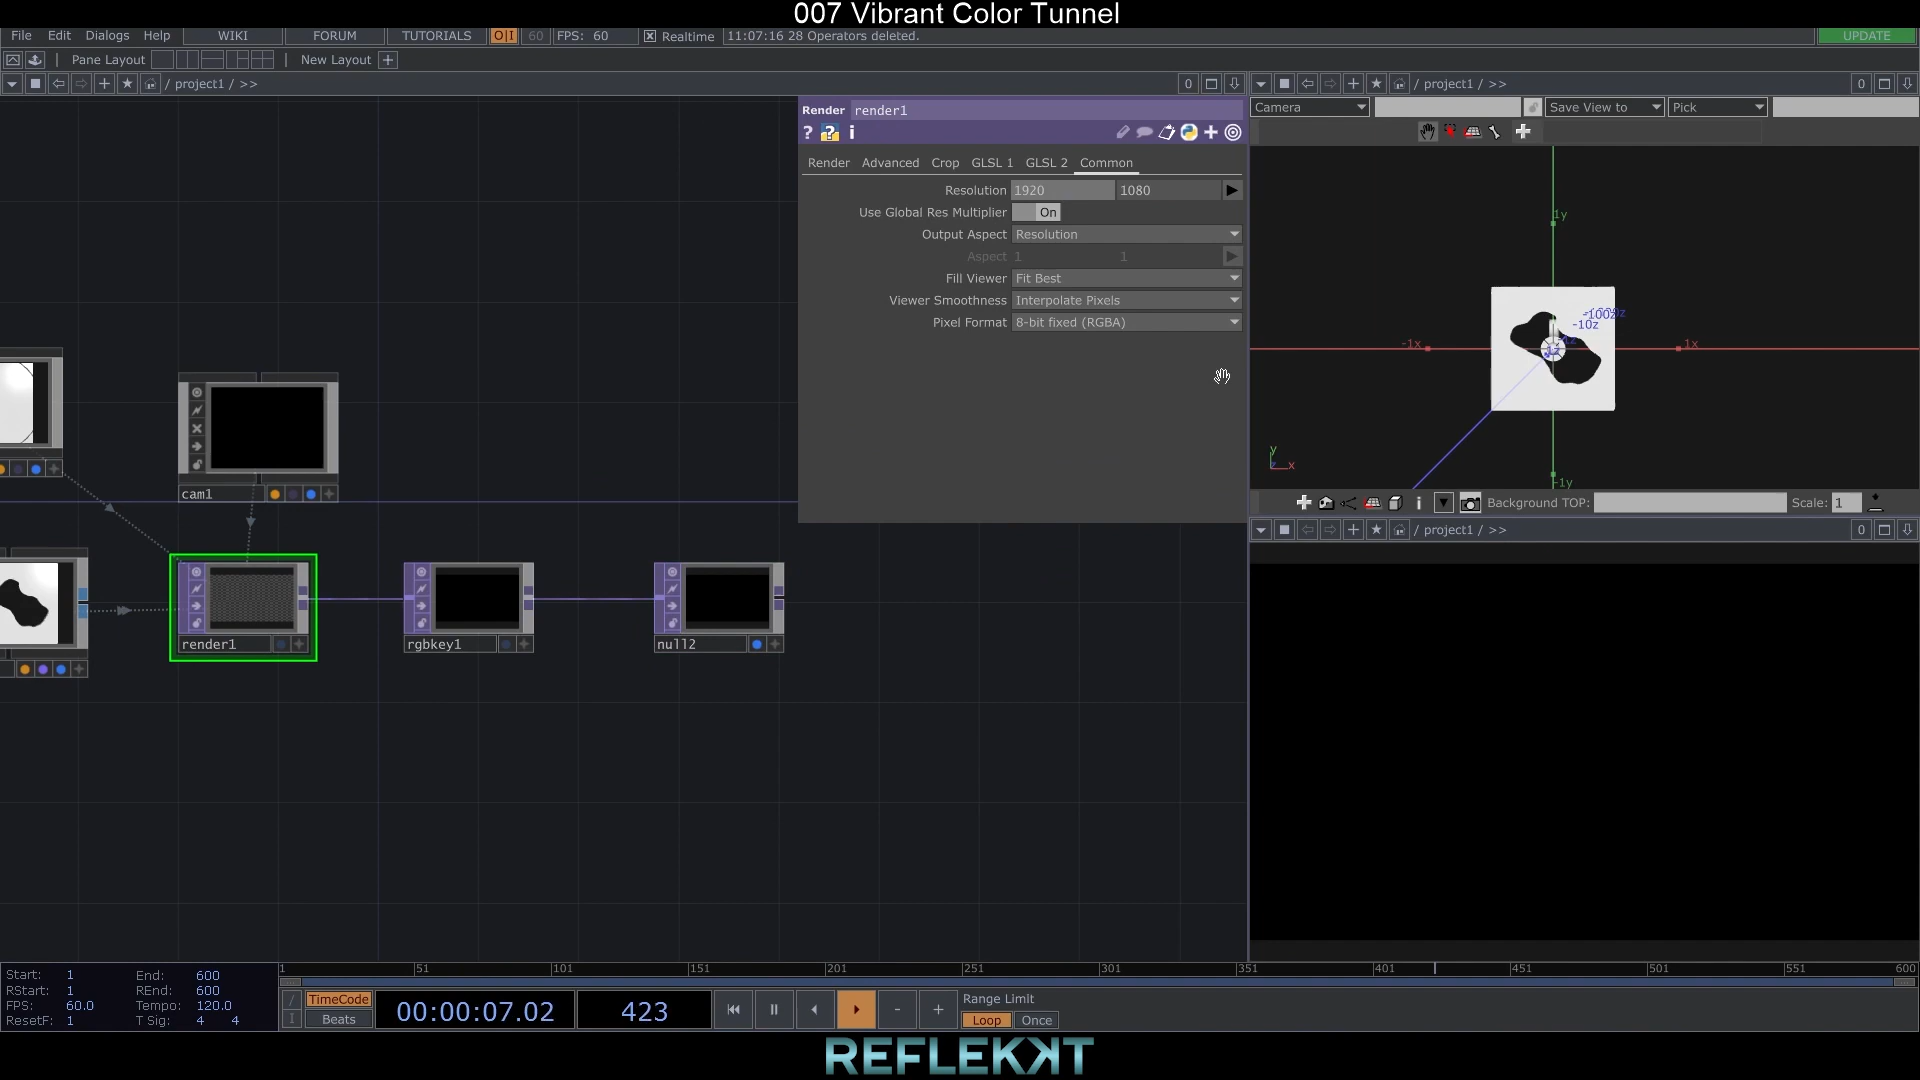 007 Vibrant Color Tunnel
File Edit Dialogs Help WIKI FORUM TUTORIALS O|I 60 FPS: 60 Realtime 11:07:16 28 Operators deleted. UPDATE
Pane Layout New Layout
/ project1 / >> 0
/ project1 / >> 0
Render render1
Camera Save View to Pick
? ? i
Render Advanced Crop GLSL 1 GLSL 2 Common
Resolution 1920 1080
Use Global Res Multiplier On
Output Aspect Resolution
Aspect 1 1
Fill Viewer Fit Best
Viewer Smoothness Interpolate Pixels
Pixel Format 8-bit fixed (RGBA)
1y
-10z
-1x
1x
y
x
-1y
i Background TOP: Scale: 1
/ project1 / >> 0
cam1
render1
rgbkey1
null2
1 51 101 151 201 251 301 351 401 451 501 551 600
Start: 1 End: 600
RStart: 1 REnd: 600
FPS: 60.0 Tempo: 120.0
ResetF: 1 T Sig: 4 4
/ TimeCode
I Beats
00:00:07.02
423
- +
Range Limit
Loop Once
REFLEKKT